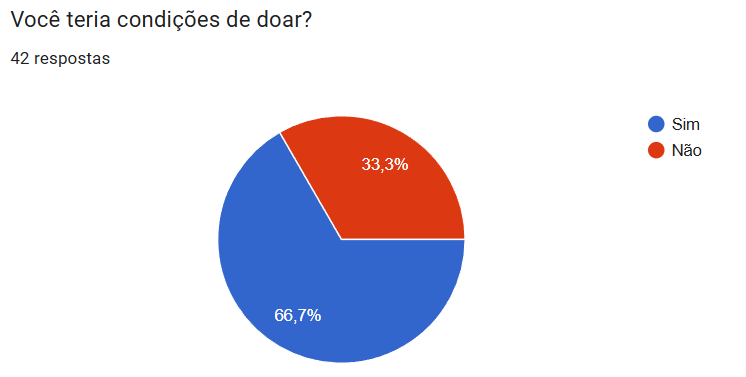 Você teria condições de doar?
42 respostas
Sim
Não
33,3%
66,7%